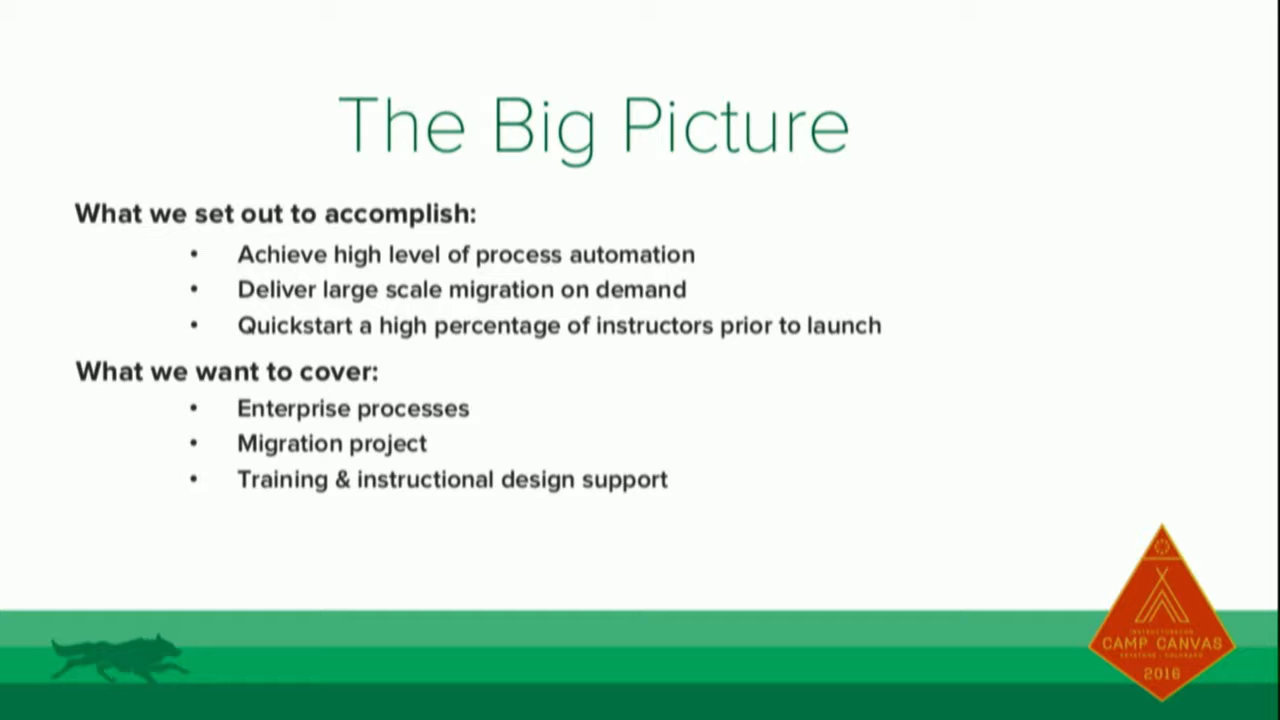 The Big Picture
What we set out to accomplish:
• Achieve high level of process automation
• Deliver large scale migration on demand
• Quickstart a high percentage of instructors prior to launch
What we want to cover:
• Enterprise processes
• Migration project
• Training & instructional design support
CAMP CANVAS
2016